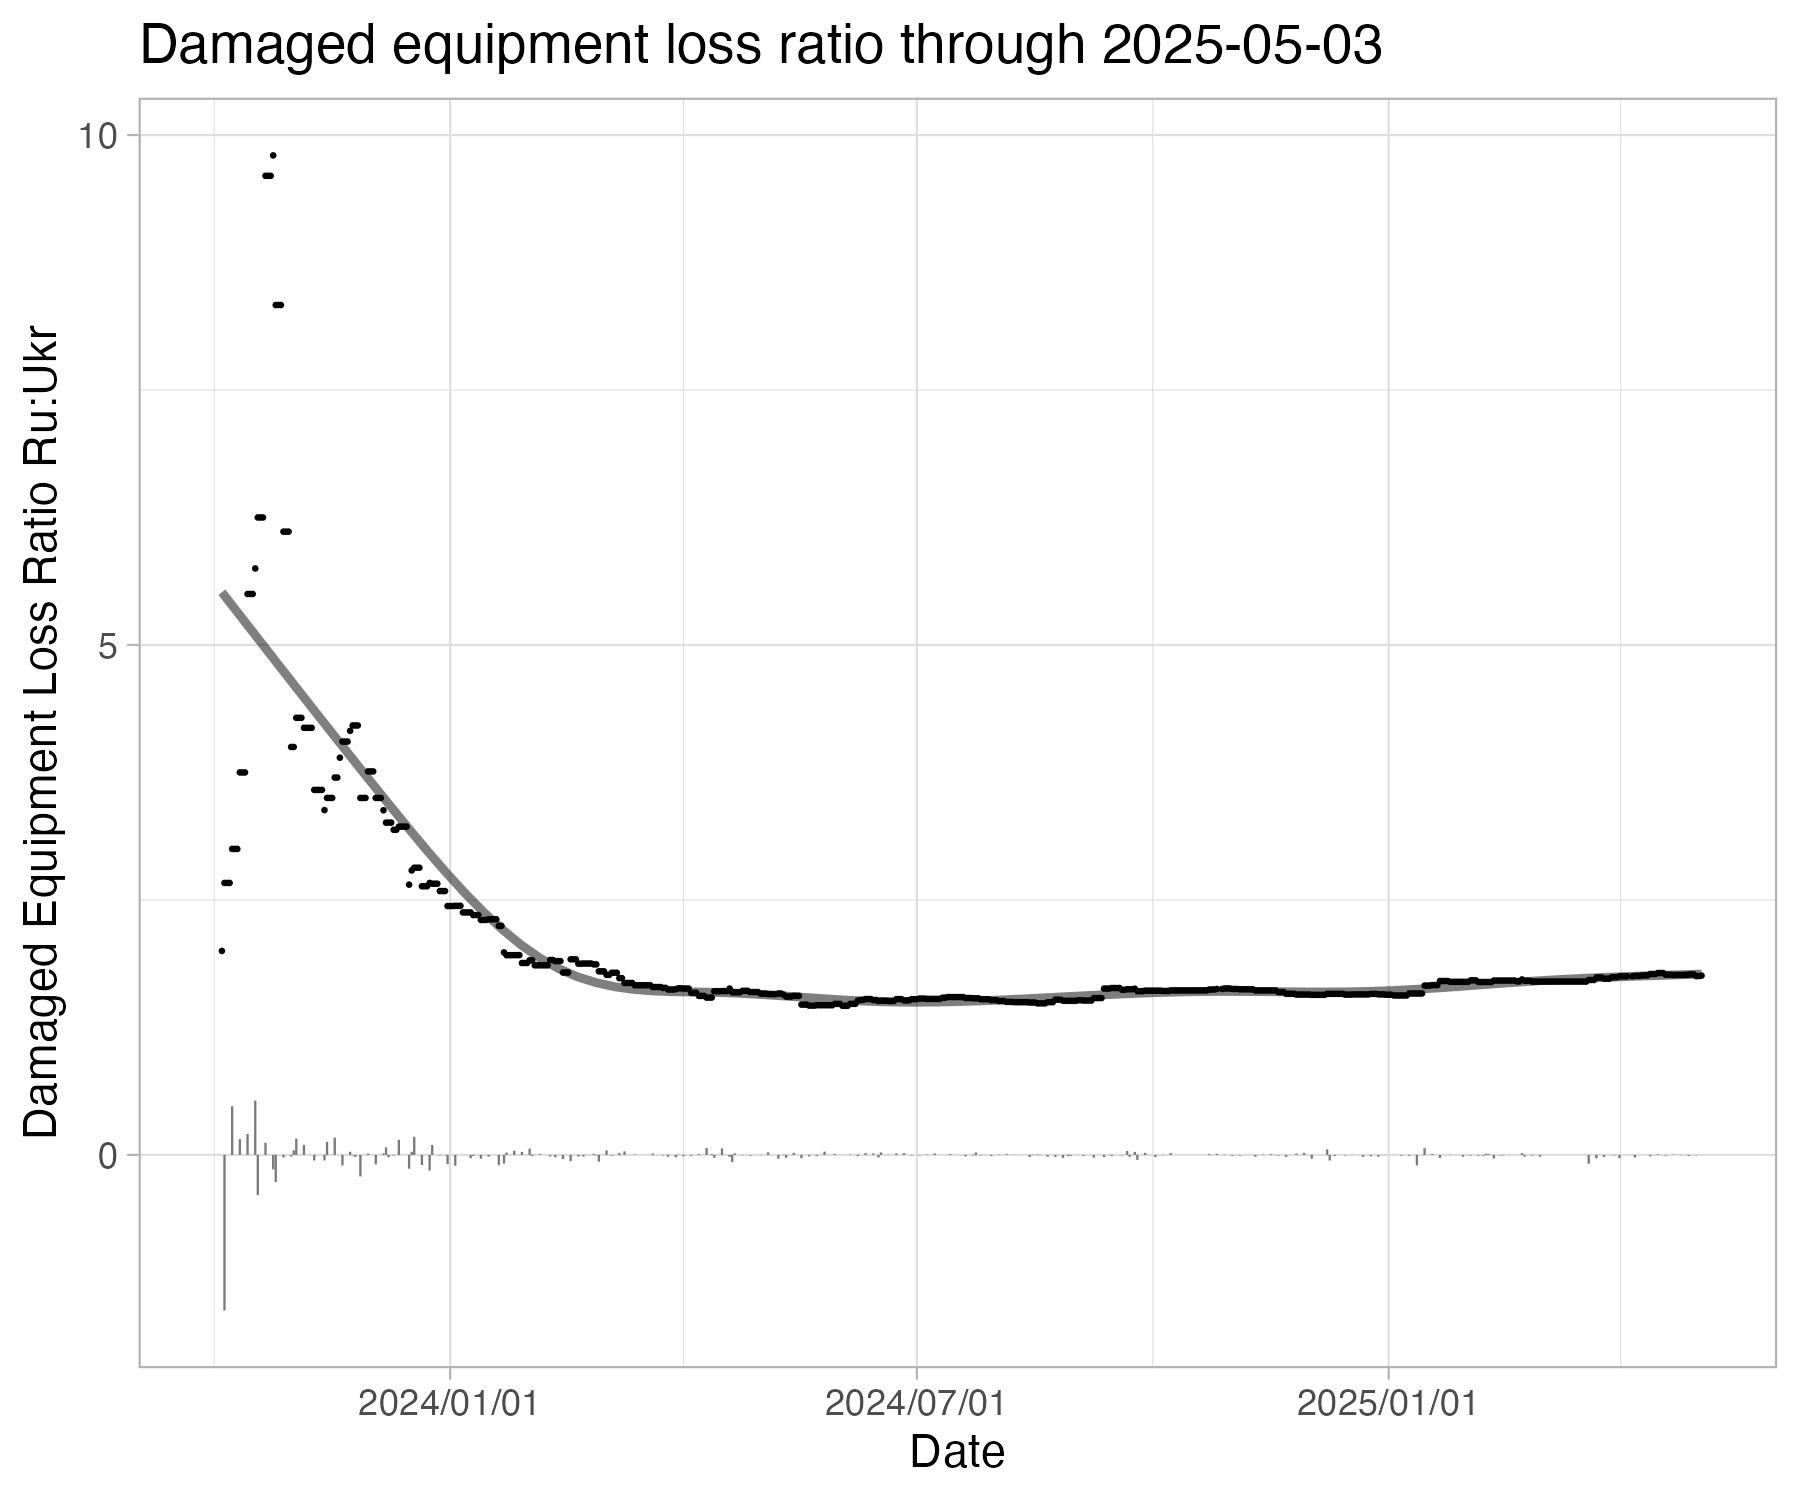 Damaged equipment loss ratio through 2025-05-03
Damaged Equipment Loss Ratio Ru:Ukr
10
5
0
2024/01/01
2024/07/01
2025/01/01
Date